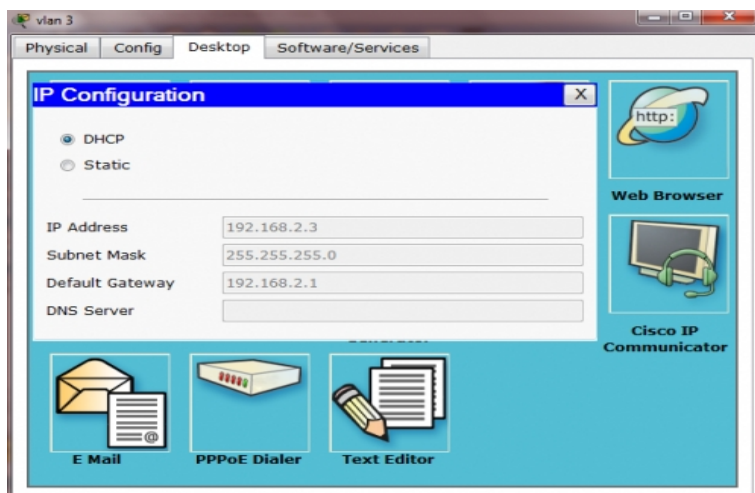 vlan 3
Physical Config Desktop Software/Services
IP Configuration X
http:
DHCP
Static
Web Browser
IP Address 192.168.2.3
Subnet Mask 255.255.255.0
Default Gateway 192.168.2.1
DNS Server
Cisco IP
Communicator
@
E Mail PPPoE Dialer Text Editor